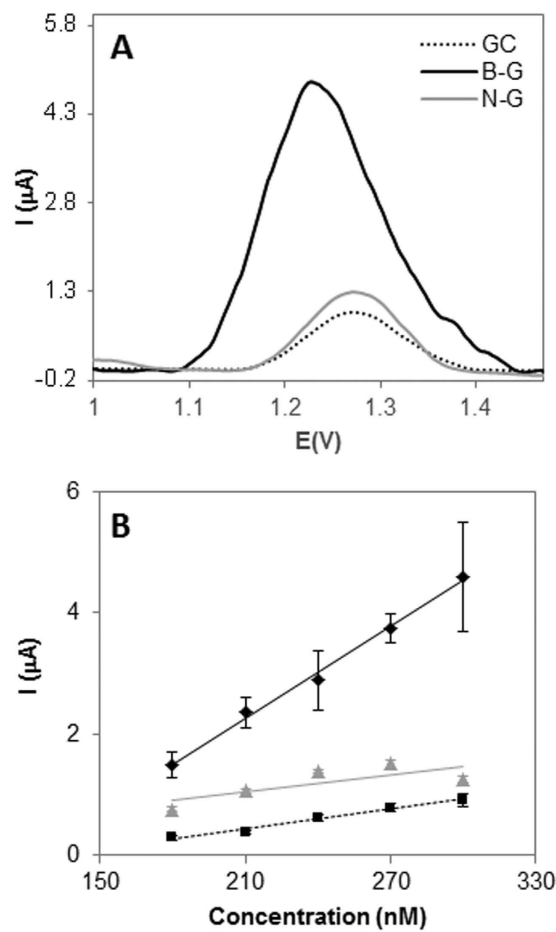 A
GC
B-G
N-G
5.8
4.3
2.8
1.3
-0.2
I (µA)
1 1.1 1.2 1.3 1.4
E(V)
B
6
4
2
0
I (µA)
150 210 270 330
Concentration (nM)